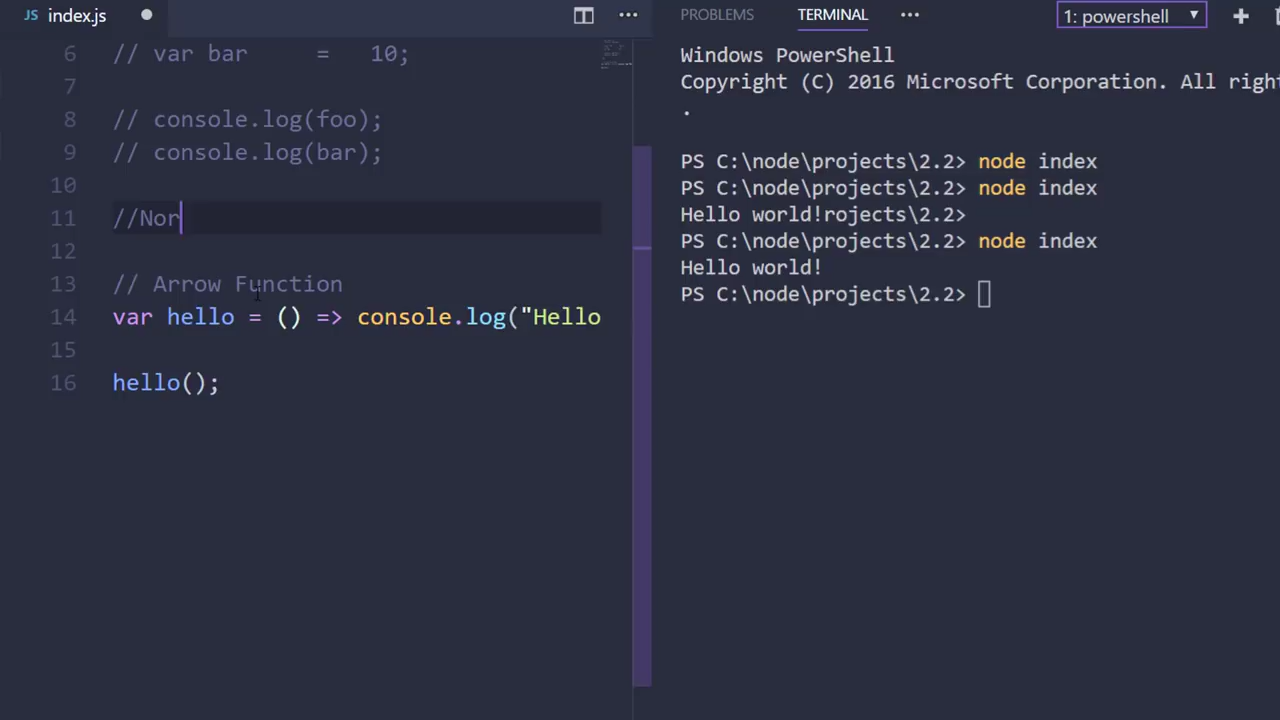 JS index.js
6 // var bar = 10;
7
8 // console.log(foo);
9 // console.log(bar);
10
11 //Nor
12
13 // Arrow Function
14 var hello = () => console.log("Hello
15
16 hello();
PROBLEMS TERMINAL ••• 1: powershell
Windows PowerShell
Copyright (C) 2016 Microsoft Corporation. All righ
.
PS C:\node\projects\2.2> node index
PS C:\node\projects\2.2> node index
Hello world!rojects\2.2>
PS C:\node\projects\2.2> node index
Hello world!
PS C:\node\projects\2.2>